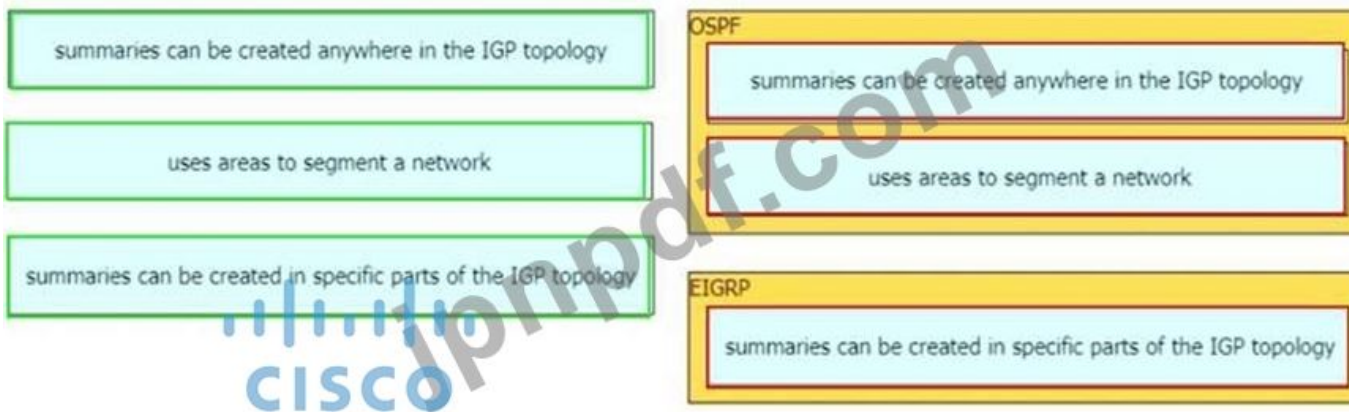 summaries can be created anywhere in the IGP topology
uses areas to segment a network
summaries can be created in specific parts of the IGP topology
OSPF
summaries can be created anywhere in the IGP topology
uses areas to segment a network
EIGRP
summaries can be created in specific parts of the IGP topology
CISCO
jpnpdf.com